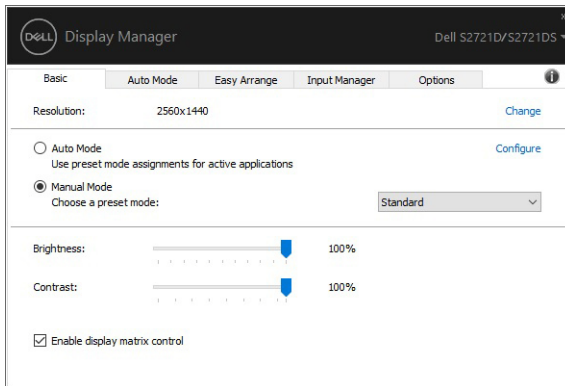 DELL Display Manager
Dell S2721D/S2721DS
Basic Auto Mode Easy Arrange Input Manager Options
Resolution: 2560x1440 Change
Auto Mode Configure
Use preset mode assignments for active applications
Manual Mode
Choose a preset mode: Standard
Brightness: 100%
Contrast: 100%
Enable display matrix control